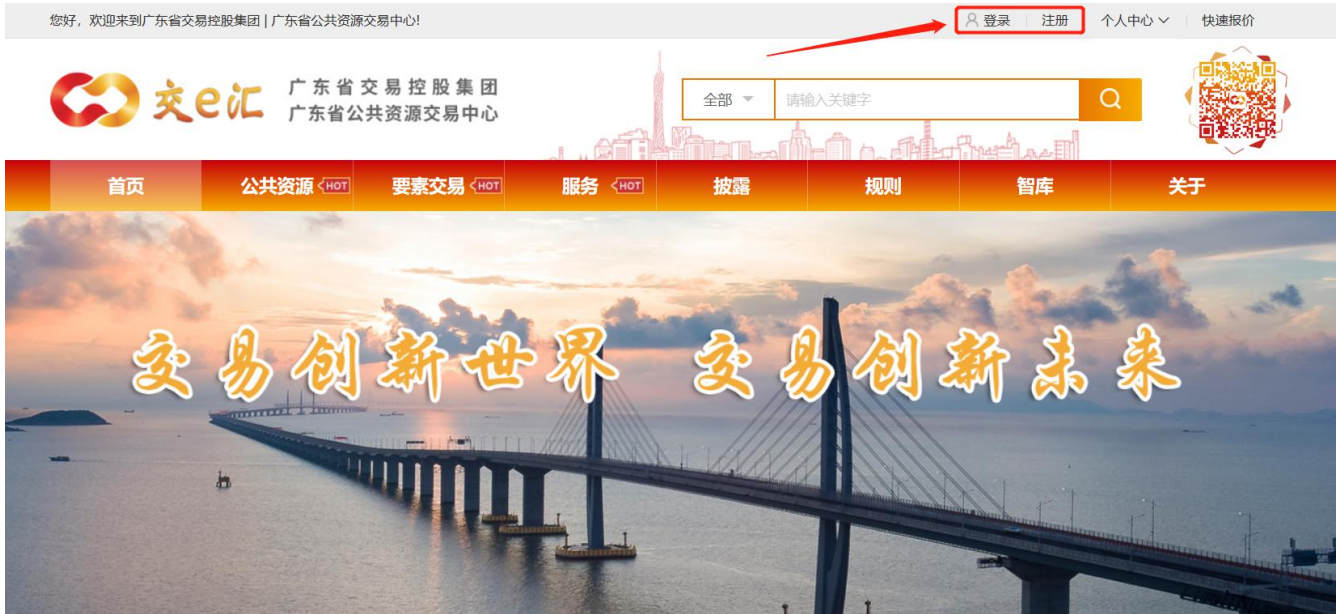 您好，欢迎来到广东省交易控股集团 | 广东省公共资源交易中心!
登录 注册 个人中心 快速报价
交e汇
广东省交易控股集团
广东省公共资源交易中心
全部 请输入关键字
首页 公共资源 HOT 要素交易 HOT 服务 HOT 披露 规则 智库 关于
交易创新世界 交易创新未来